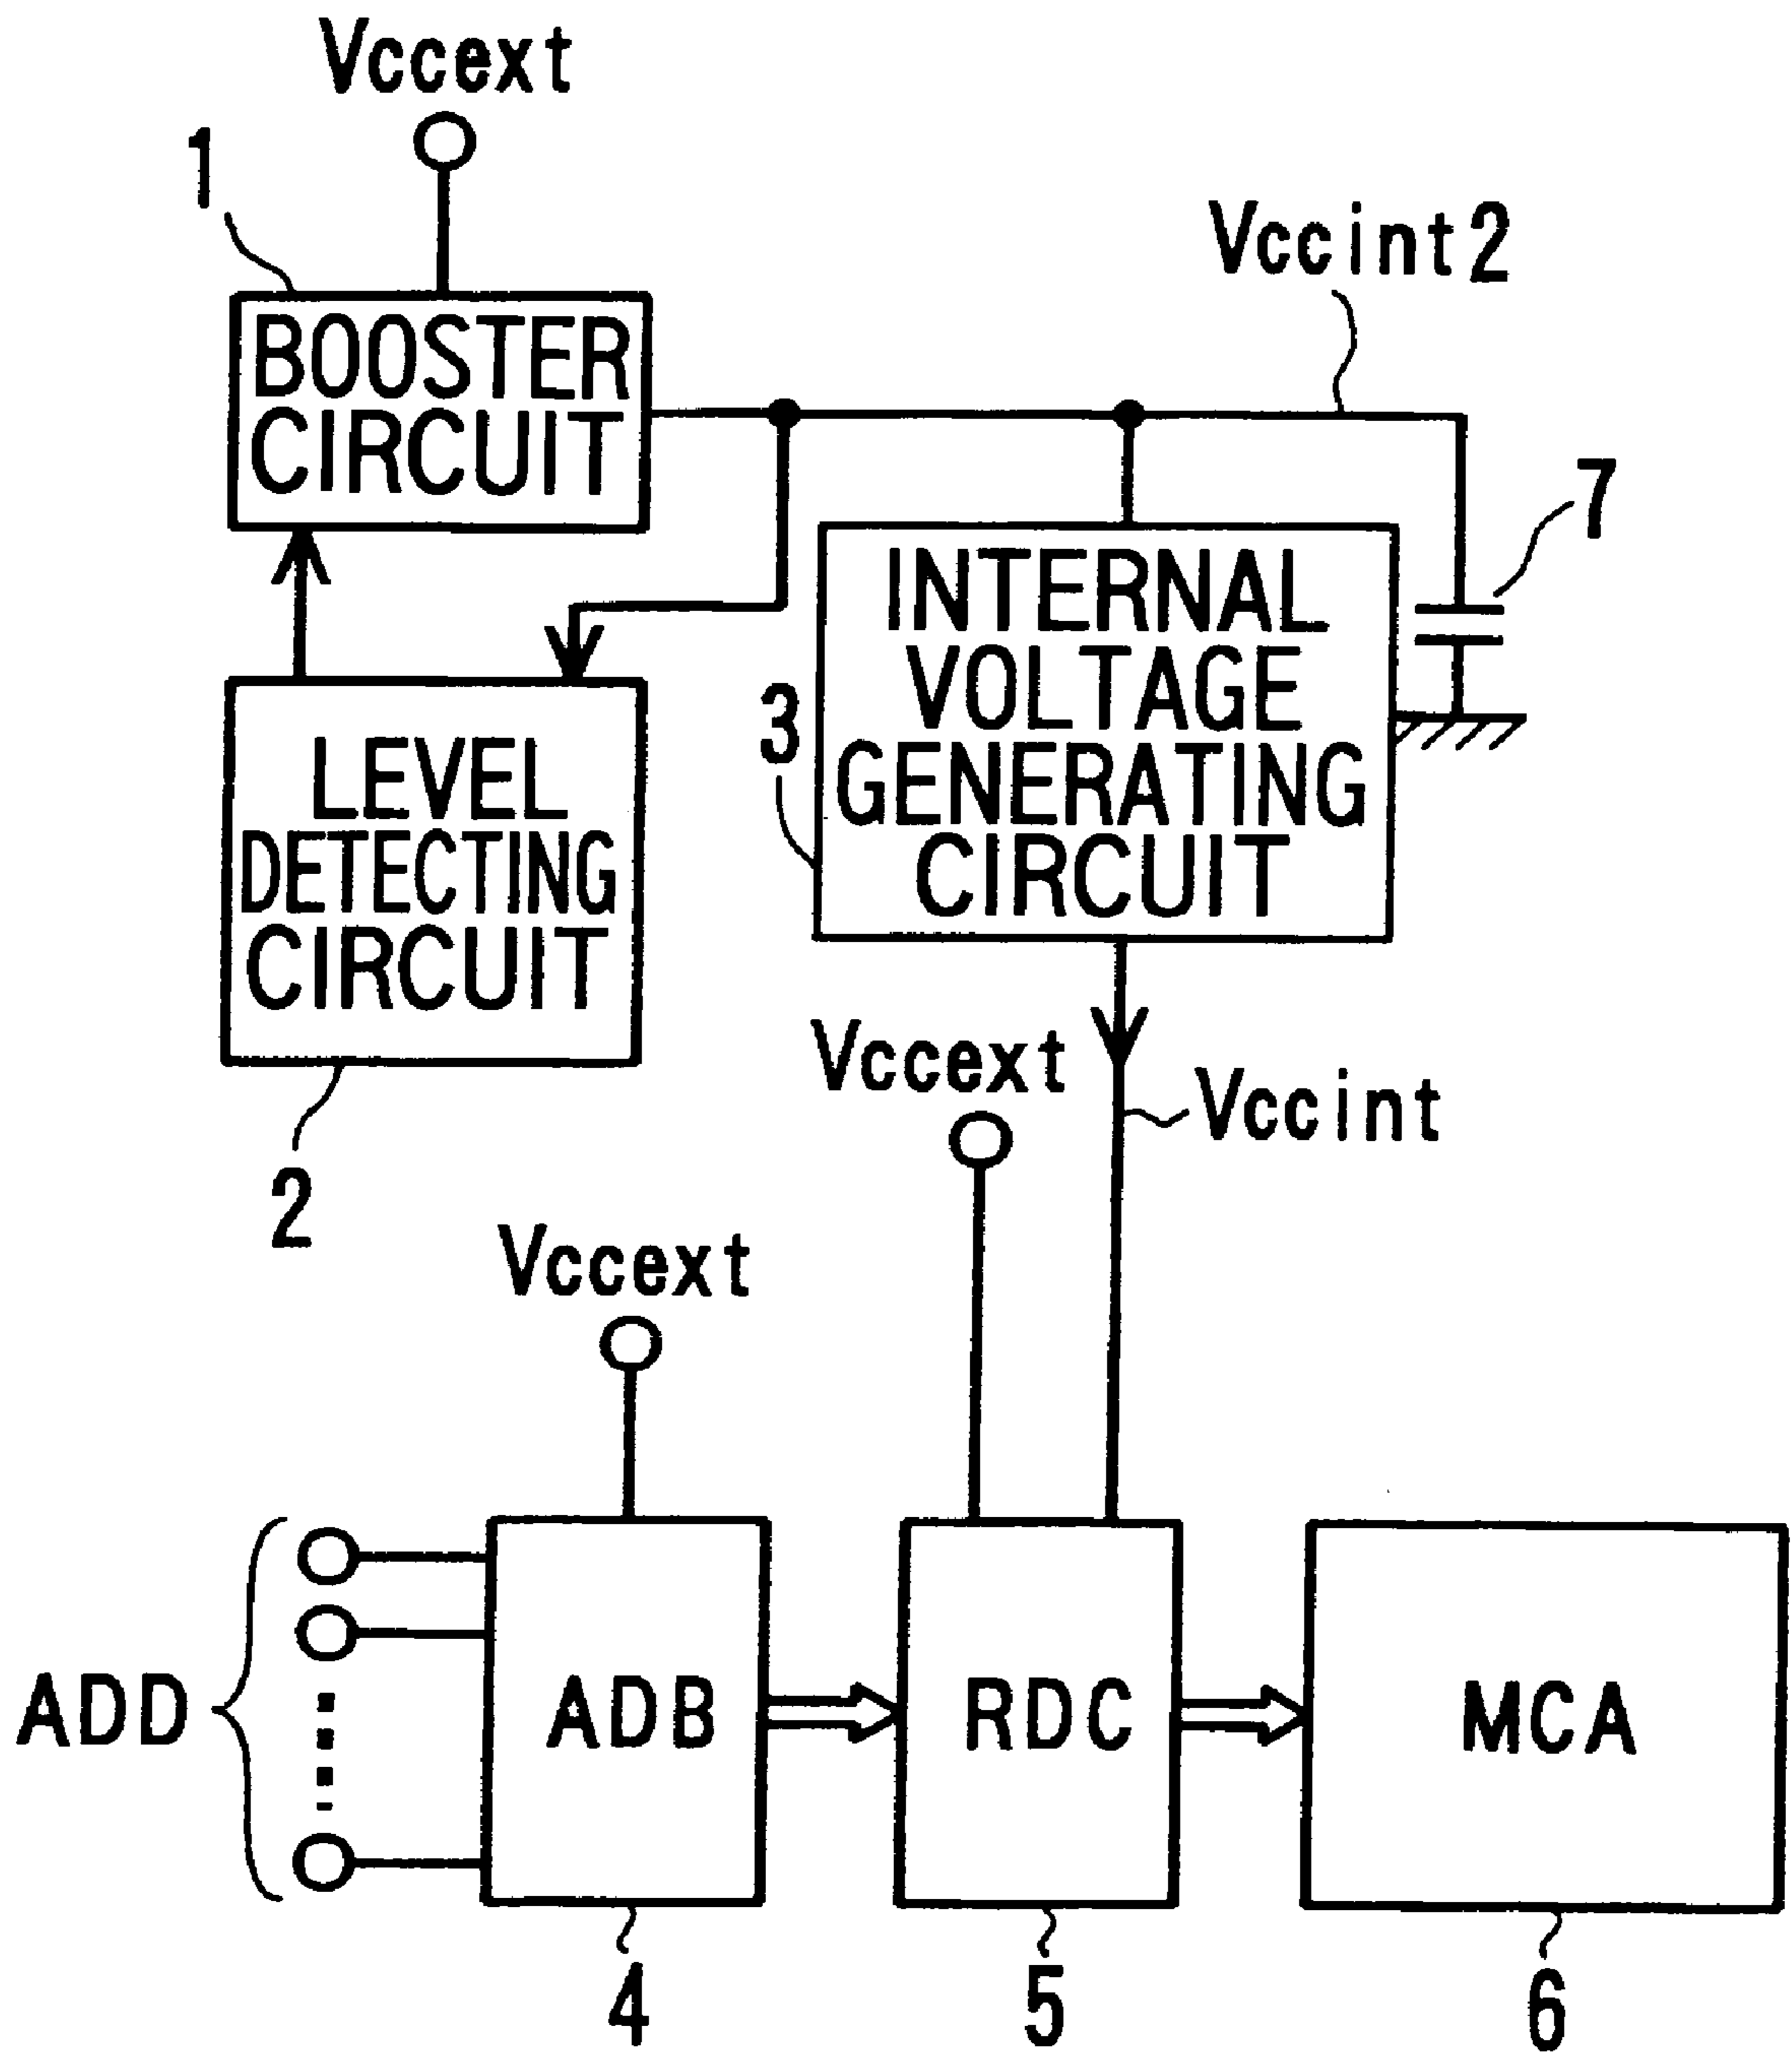 Vccext
1
Vccint2
BOOSTER
CIRCUIT
7
INTERNAL
VOLTAGE
GENERATING
CIRCUIT
3
LEVEL
DETECTING
CIRCUIT
2
Vccext
Vccint
Vccext
ADD
ADB
RDC
MCA
4
5
6